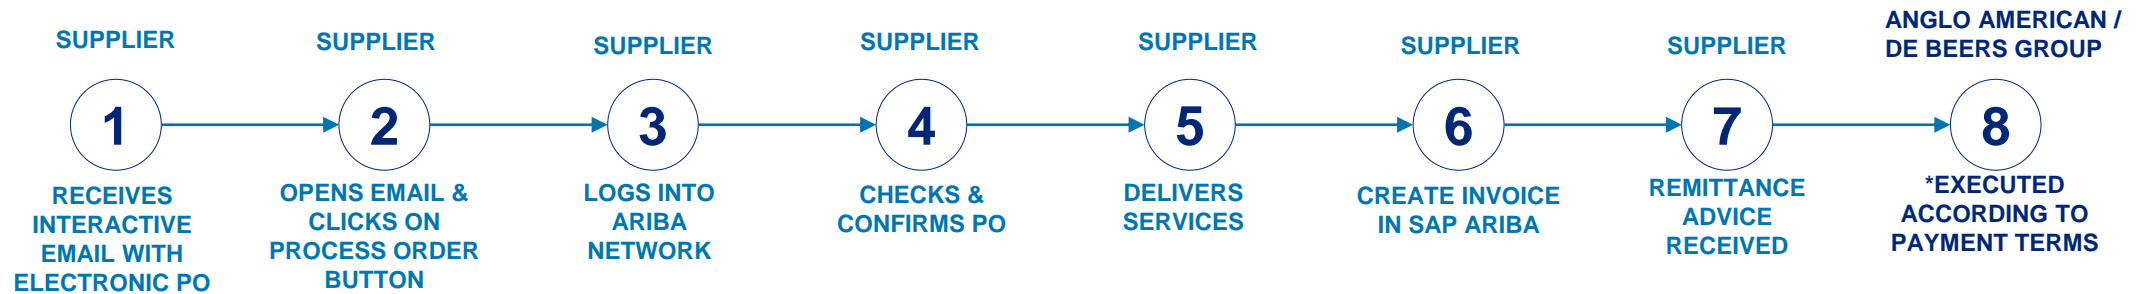 SUPPLIER
1
RECEIVES
INTERACTIVE
EMAIL WITH
ELECTRONIC PO
SUPPLIER
2
OPENS EMAIL &
CLICKS ON
PROCESS ORDER
BUTTON
SUPPLIER
3
LOGS INTO
ARIBA
NETWORK
SUPPLIER
4
CHECKS &
CONFIRMS PO
SUPPLIER
5
DELIVERS
SERVICES
SUPPLIER
6
CREATE INVOICE
IN SAP ARIBA
SUPPLIER
7
REMITTANCE
ADVICE
RECEIVED
ANGLO AMERICAN /
DE BEERS GROUP
8
*EXECUTED
ACCORDING TO
PAYMENT TERMS